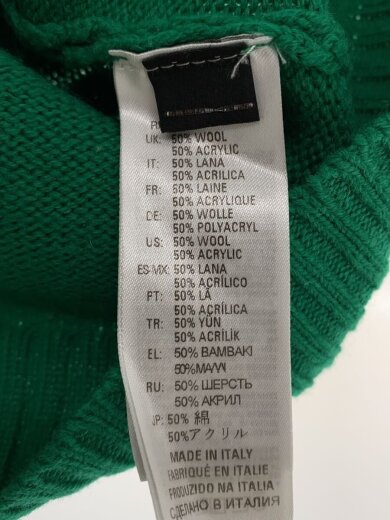 UK: 50% WOOL
50% ACRYLIC
IT: 50% LANA
50% ACRILICA
FR: 50% LAINE
50% ACRYLIQUE
DE: 50% WOLLE
50% POLYACRYL
US: 50% WOOL
50% ACRYLIC
ES-MX: 50% LANA
50% ACRÍLICO
PT: 50% LÃ
50% ACRÍLICA
TR: 50% YÜN
50% AKRİLİK
EL: 50% BAMBAKI
50%
RU: 50% ШЕРСТЬ
50% АКРИЛ
JP: 50% 綿
50% アクリル
MADE IN ITALY
FABRIQUÉ EN ITALIE
PRODUZIDO NA ITALIA
СДЕЛАНО В ИТАЛИЯ